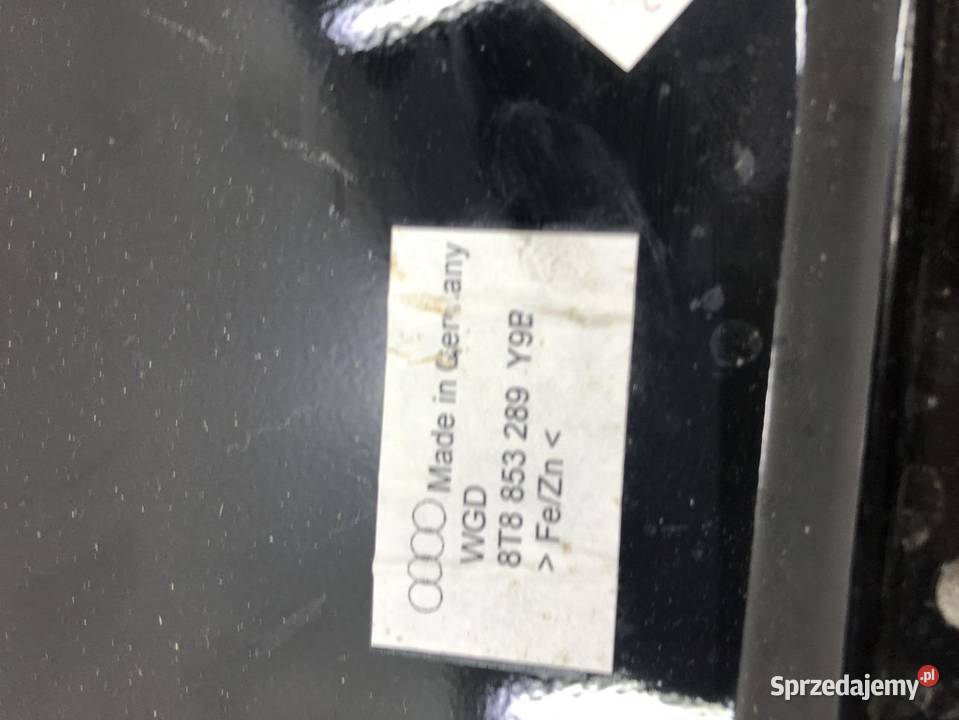 Made in Germany
WGD
8T8 853 289 Y9B
> Fe/Zn <
Sprzedajemy.pl